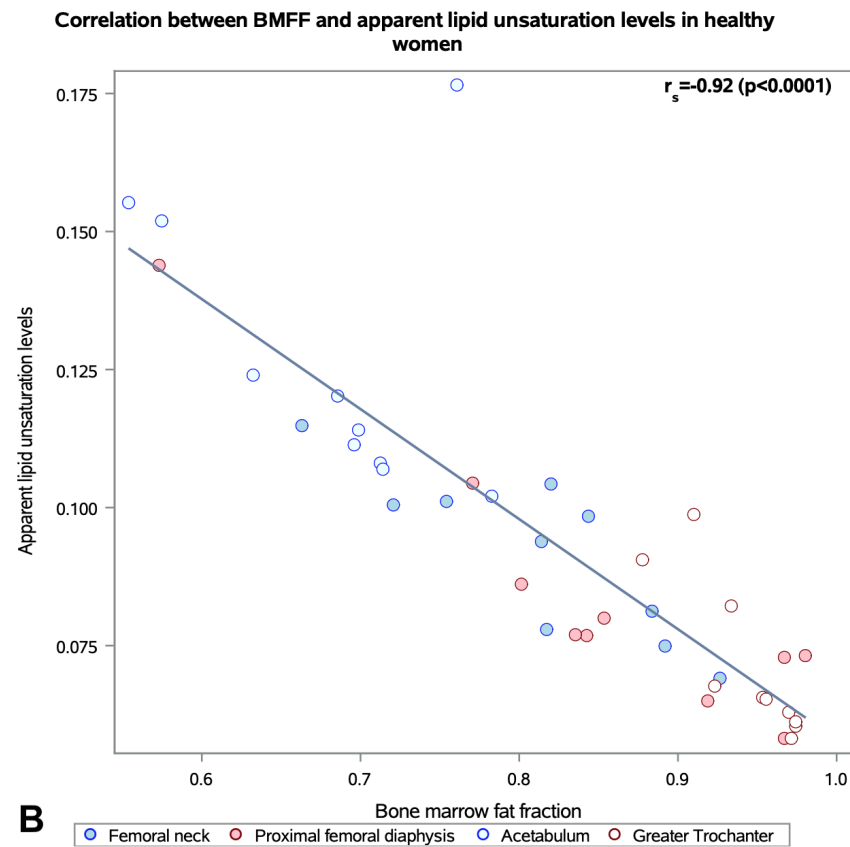 Correlation between BMFF and apparent lipid unsaturation levels in healthy
women
rs=-0.92 (p<0.0001)
0.175
0.150
0.125
0.100
0.075
Apparent lipid unsaturation levels
0.6 0.7 0.8 0.9 1.0
Bone marrow fat fraction
B
Femoral neck Proximal femoral diaphysis Acetabulum Greater Trochanter